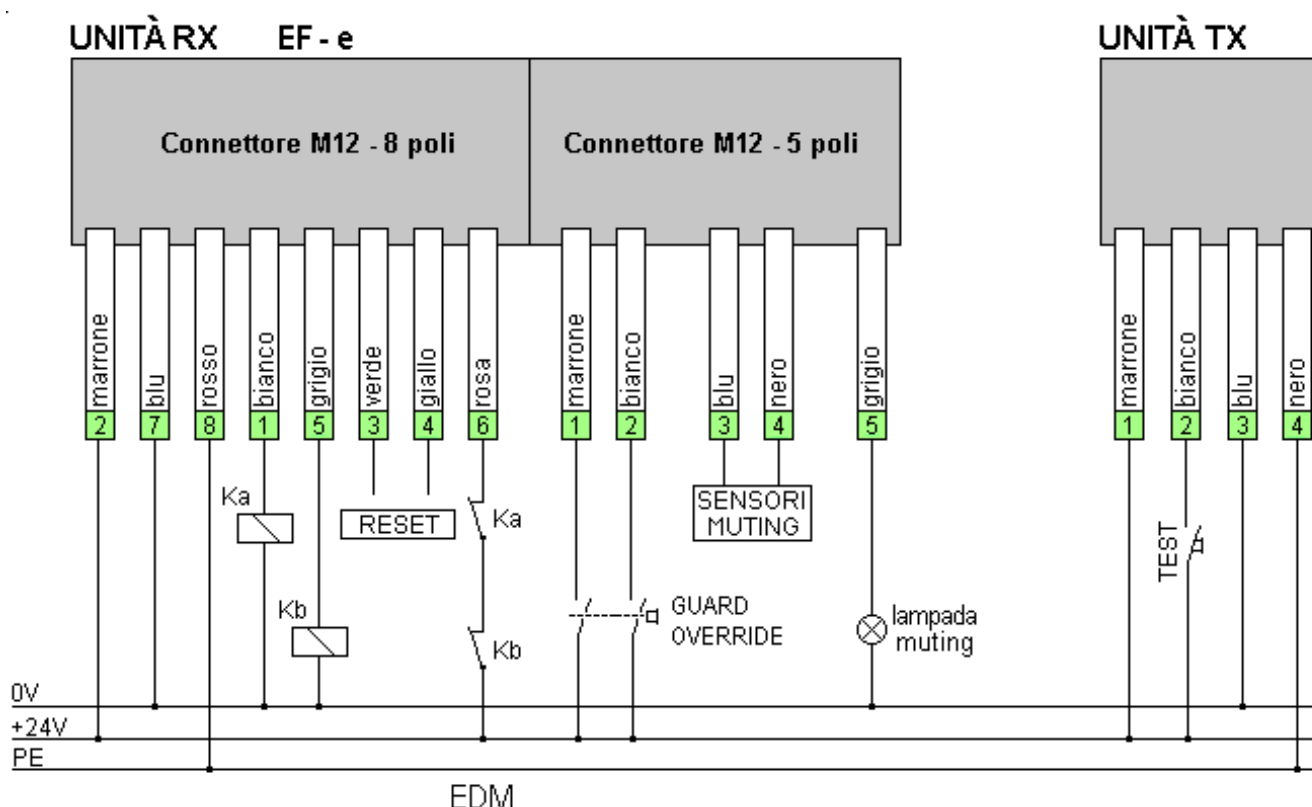 UNITÀ RX EF - e UNITÀ TX
Connettore M12 - 8 poli Connettore M12 - 5 poli
marrone blu rosso bianco grigio verde giallo rosa marrone bianco blu nero grigio marrone bianco blu nero
2 7 8 1 5 3 4 6 1 2 3 4 5 1 2 3 4
Ka
RESET
Ka
SENSORI
MUTING
TEST
Kb
Kb
GUARD
OVERRIDE
lampada
muting
0V
+24V
PE
EDM